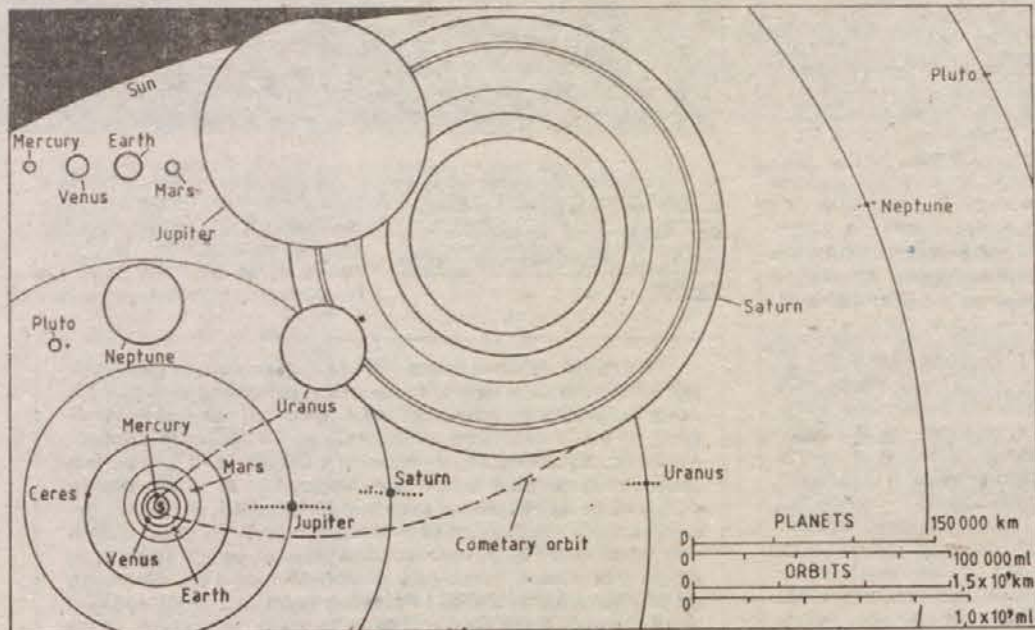 Sun
Pluto
Mercury
Earth
Venus
Mars
Jupiter
Neptune
Saturn
Pluto
Neptune
Uranus
Mercury
Mars
Ceres
Saturn
Uranus
Jupiter
Venus
Cometary orbit
Earth
PLANETS
0
150 000 km
0
100 000 ml
ORBITS
0
1,5 x 10⁹ km
0
1,0 x 10⁹ ml